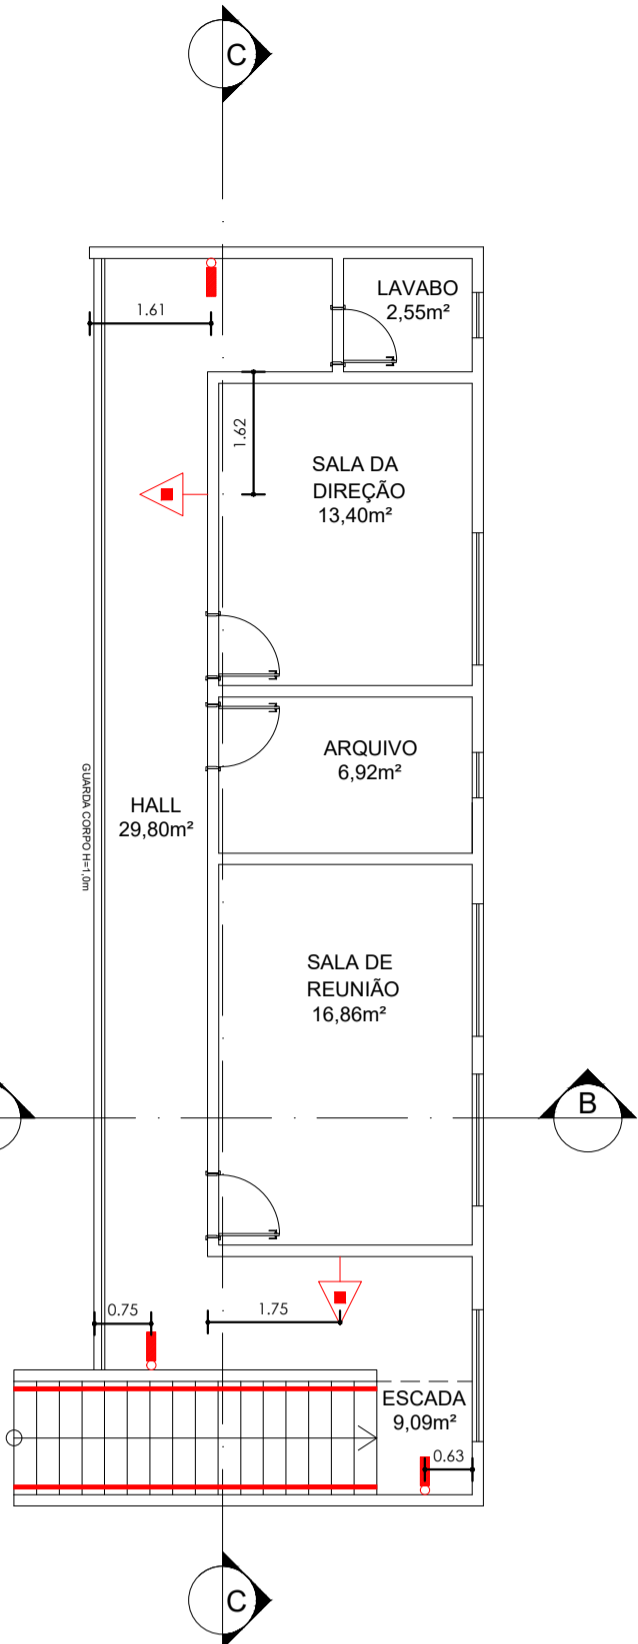 C
LAVABO
2,55m²
1.61
1.62
SALA DA
DIREÇÃO
13,40m²
ARQUIVO
6,92m²
GUARDA CORPO H=1,0m
HALL
29,80m²
SALA DE
REUNIÃO
16,86m²
B
0.75
1.75
ESCADA
9,09m²
0.63
C